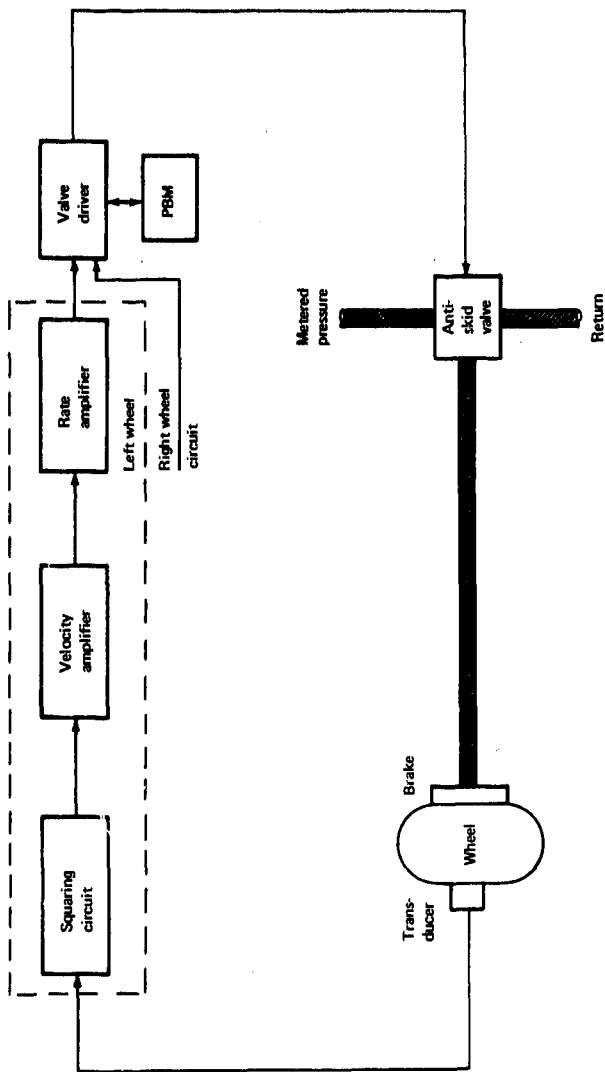 Squaring
circuit
Velocity
amplifier
Rate
amplifier
Valve
driver
PBM
Left wheel
Right wheel
circuit
Trans-
ducer
Wheel
Brake
Metered
pressure
Anti-
skid
valve
Return